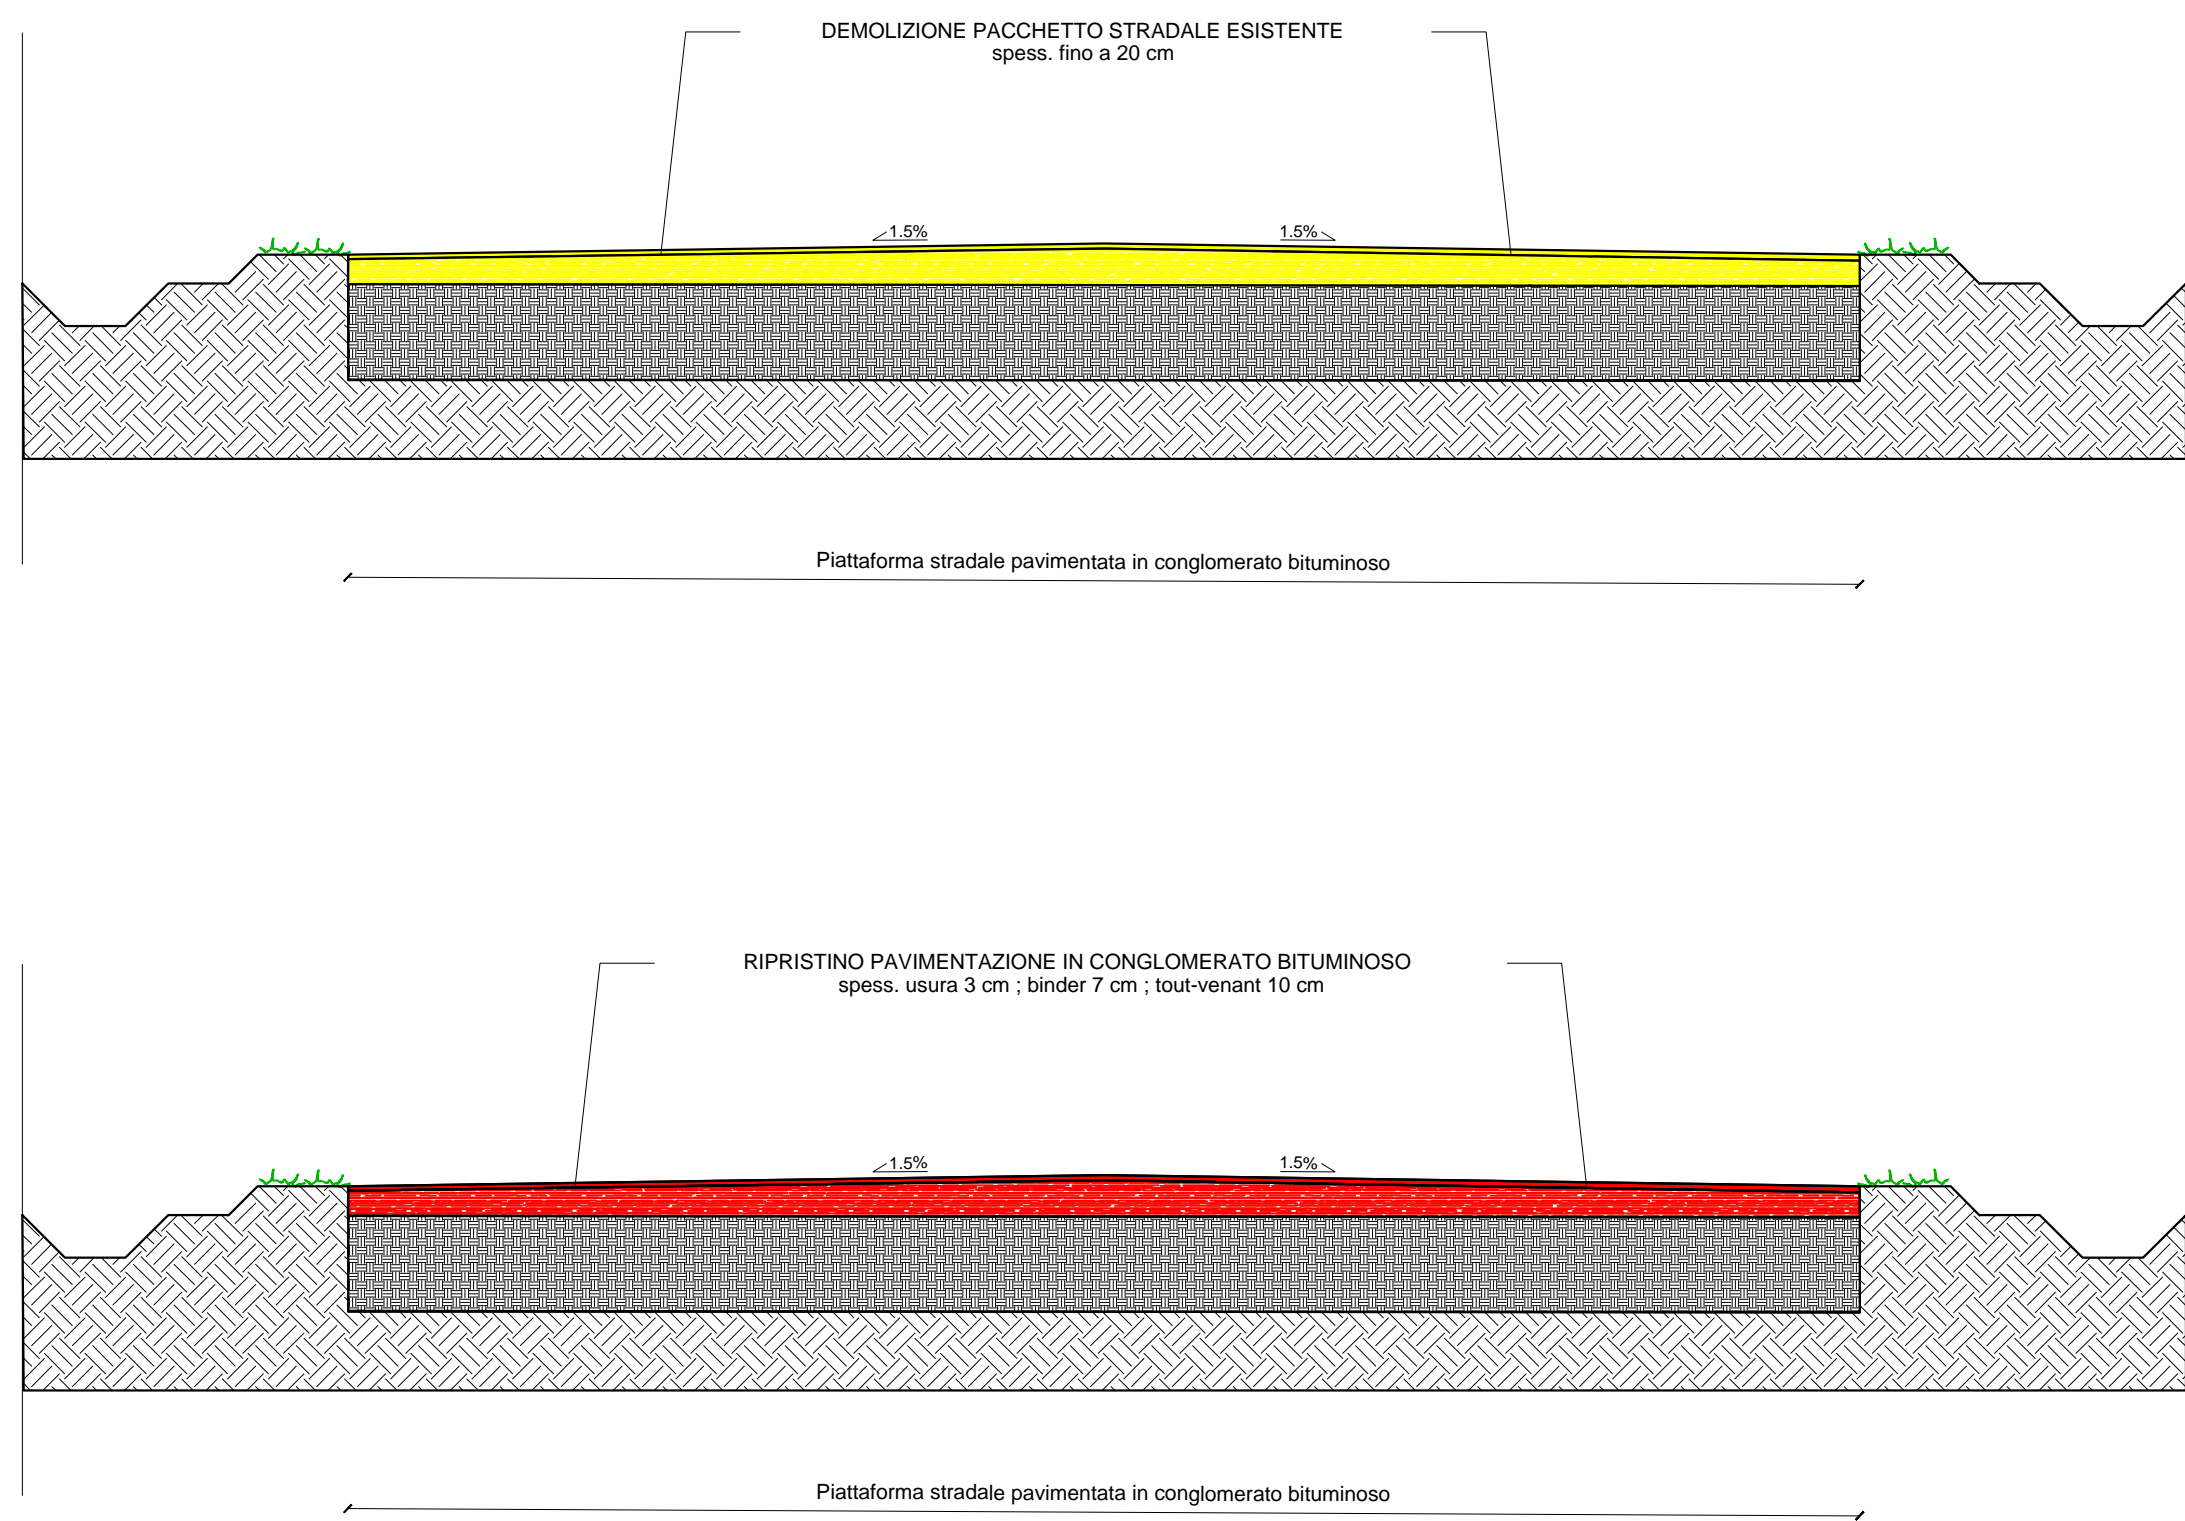 DEMOLIZIONE PACCHETTO STRADALE ESISTENTE
spess. fino a 20 cm
1.5% 1.5%
Piattaforma stradale pavimentata in conglomerato bituminoso
RIPRISTINO PAVIMENTAZIONE IN CONGLOMERATO BITUMINOSO
spess. usura 3 cm ; binder 7 cm ; tout-venant 10 cm
1.5% 1.5%
Piattaforma stradale pavimentata in conglomerato bituminoso